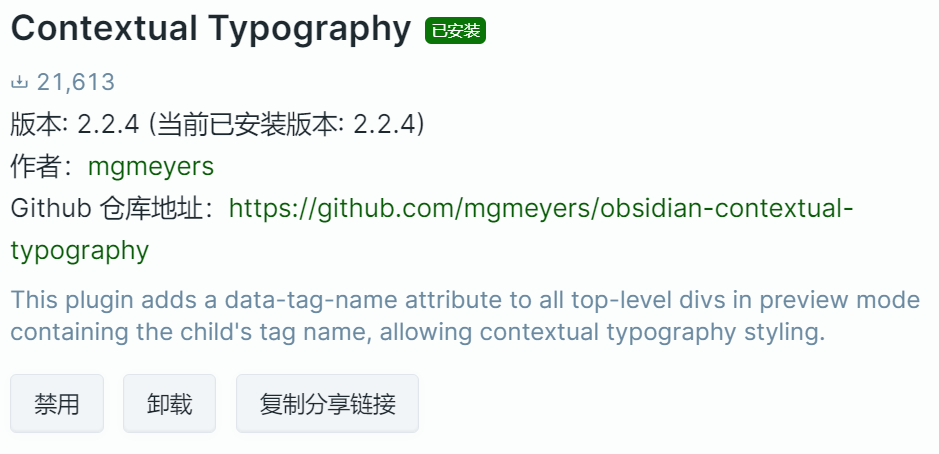 Contextual Typography 已安装
21,613
版本: 2.2.4 (当前已安装版本: 2.2.4)
作者：mgmeyers
Github 仓库地址：https://github.com/mgmeyers/obsidian-contextual-
typography
This plugin adds a data-tag-name attribute to all top-level divs in preview mode
containing the child's tag name, allowing contextual typography styling.
禁用 卸载 复制分享链接